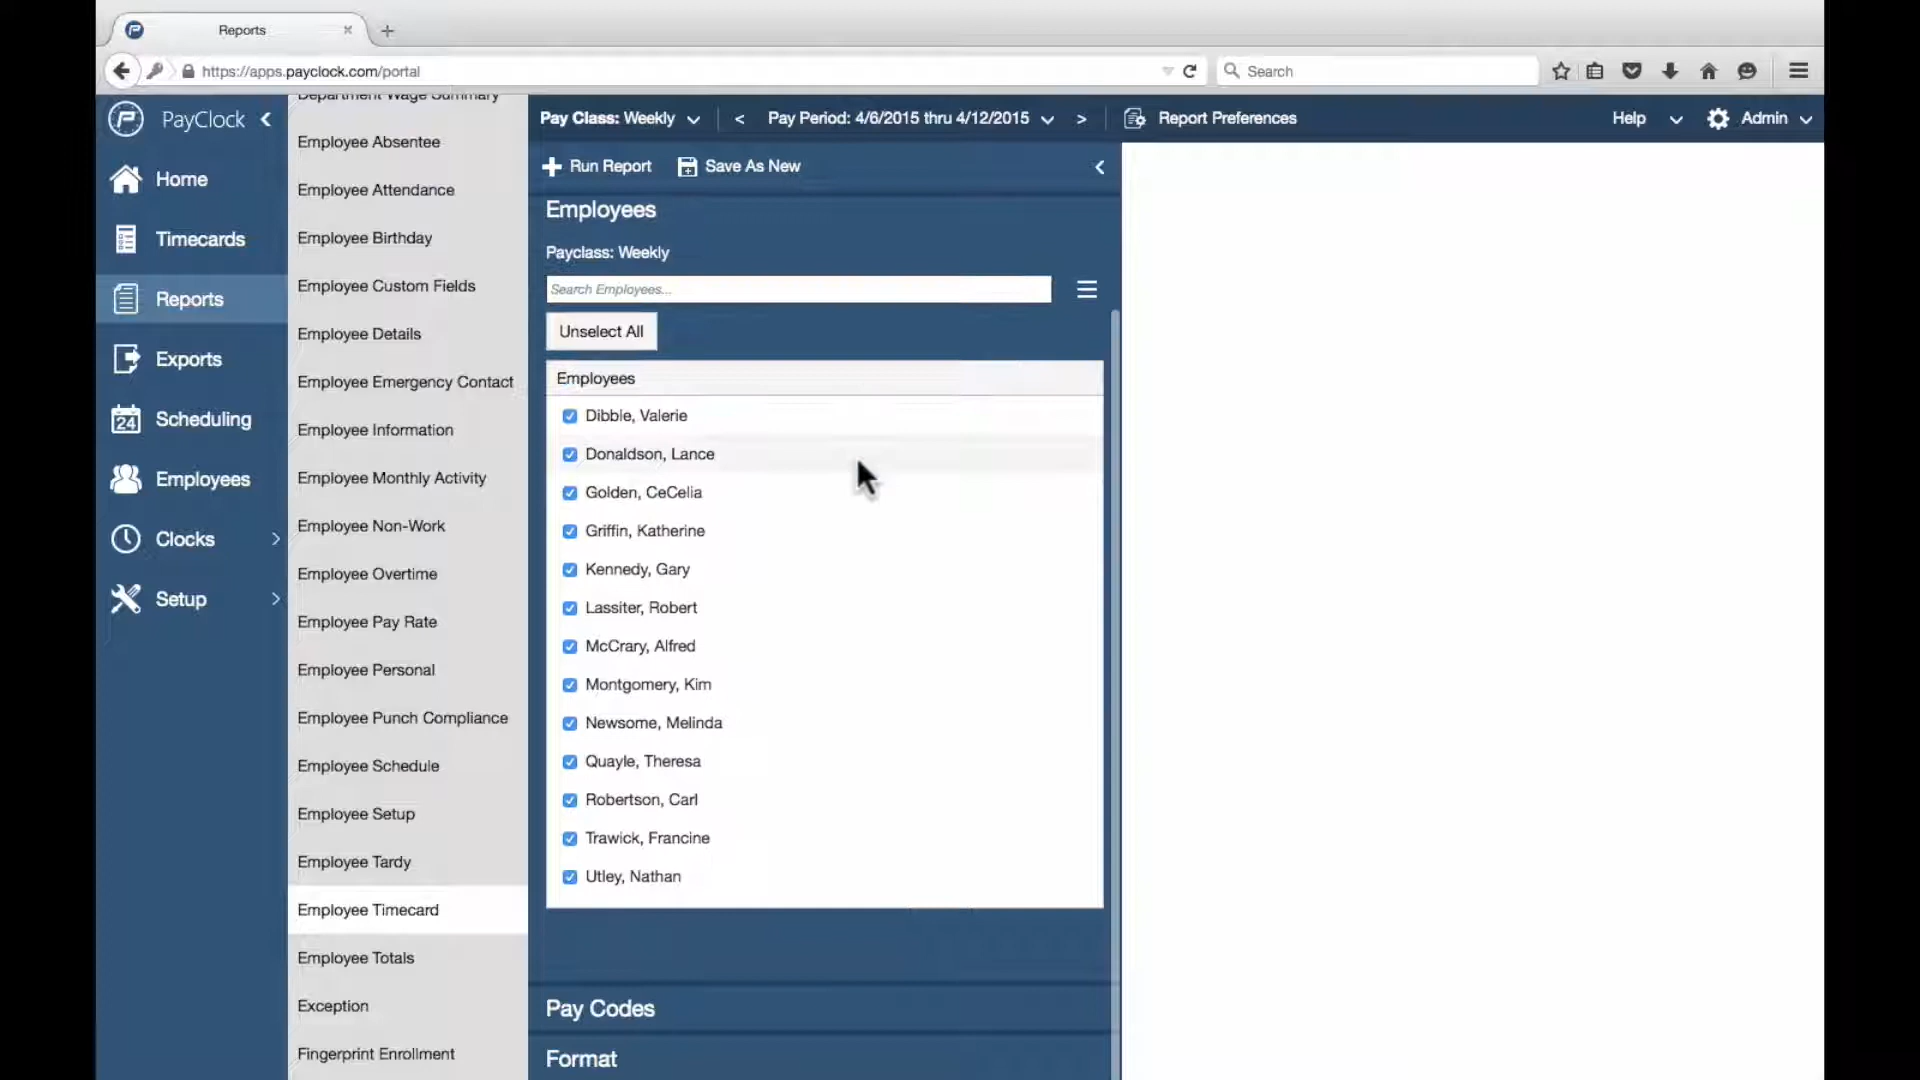 Reports
https://apps.payclock.com/portal
Search
PayClock
Home
Timecards
Reports
Exports
24
Scheduling
Employees
Clocks
Setup
Department Wage Summary
Employee Absentee
Employee Attendance
Employee Birthday
Employee Custom Fields
Employee Details
Employee Emergency Contact
Employee Information
Employee Monthly Activity
Employee Non-Work
Employee Overtime
Employee Pay Rate
Employee Personal
Employee Punch Compliance
Employee Schedule
Employee Setup
Employee Tardy
Employee Timecard
Employee Totals
Exception
Fingerprint Enrollment
Pay Class: Weekly
Pay Period: 4/6/2015 thru 4/12/2015
Report Preferences
Help
Admin
Run Report
Save As New
Employees
Payclass: Weekly
Search Employees...
Unselect All
Employees
Dibble, Valerie
Donaldson, Lance
Golden, CeCelia
Griffin, Katherine
Kennedy, Gary
Lassiter, Robert
McCrary, Alfred
Montgomery, Kim
Newsome, Melinda
Quayle, Theresa
Robertson, Carl
Trawick, Francine
Utley, Nathan
Pay Codes
Format